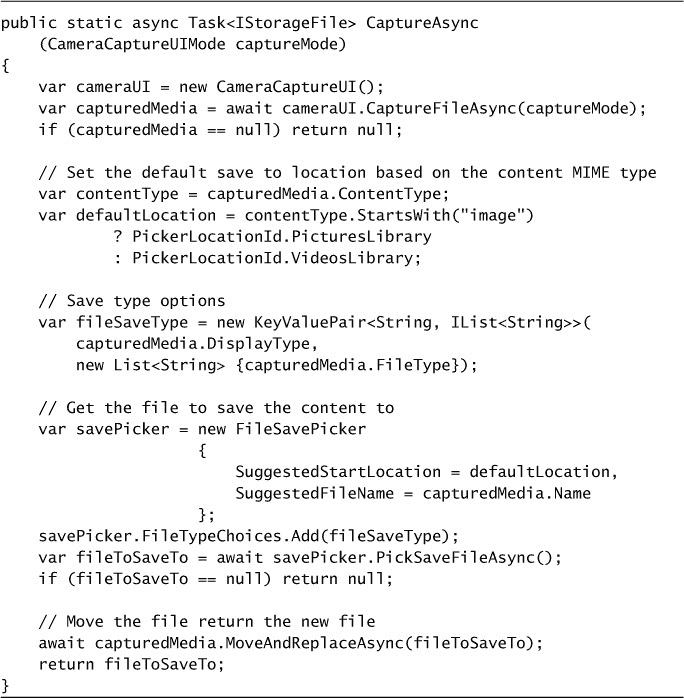 public static async Task<IStorageFile> CaptureAsync
    (CameraCaptureUIMode captureMode)
{
    var cameraUI = new CameraCaptureUI();
    var capturedMedia = await cameraUI.CaptureFileAsync(captureMode);
    if (capturedMedia == null) return null;

    // Set the default save to location based on the content MIME type
    var contentType = capturedMedia.ContentType;
    var defaultLocation = contentType.StartsWith("image")
            ? PickerLocationId.PicturesLibrary
            : PickerLocationId.VideosLibrary;

    // Save type options
    var fileSaveType = new KeyValuePair<String, IList<String>>(
        capturedMedia.DisplayType,
        new List<String> {capturedMedia.FileType});

    // Get the file to save the content to
    var savePicker = new FileSavePicker
                     {
                         SuggestedStartLocation = defaultLocation,
                         SuggestedFileName = capturedMedia.Name
                     };
    savePicker.FileTypeChoices.Add(fileSaveType);
    var fileToSaveTo = await savePicker.PickSaveFileAsync();
    if (fileToSaveTo == null) return null;

    // Move the file return the new file
    await capturedMedia.MoveAndReplaceAsync(fileToSaveTo);
    return fileToSaveTo;
}